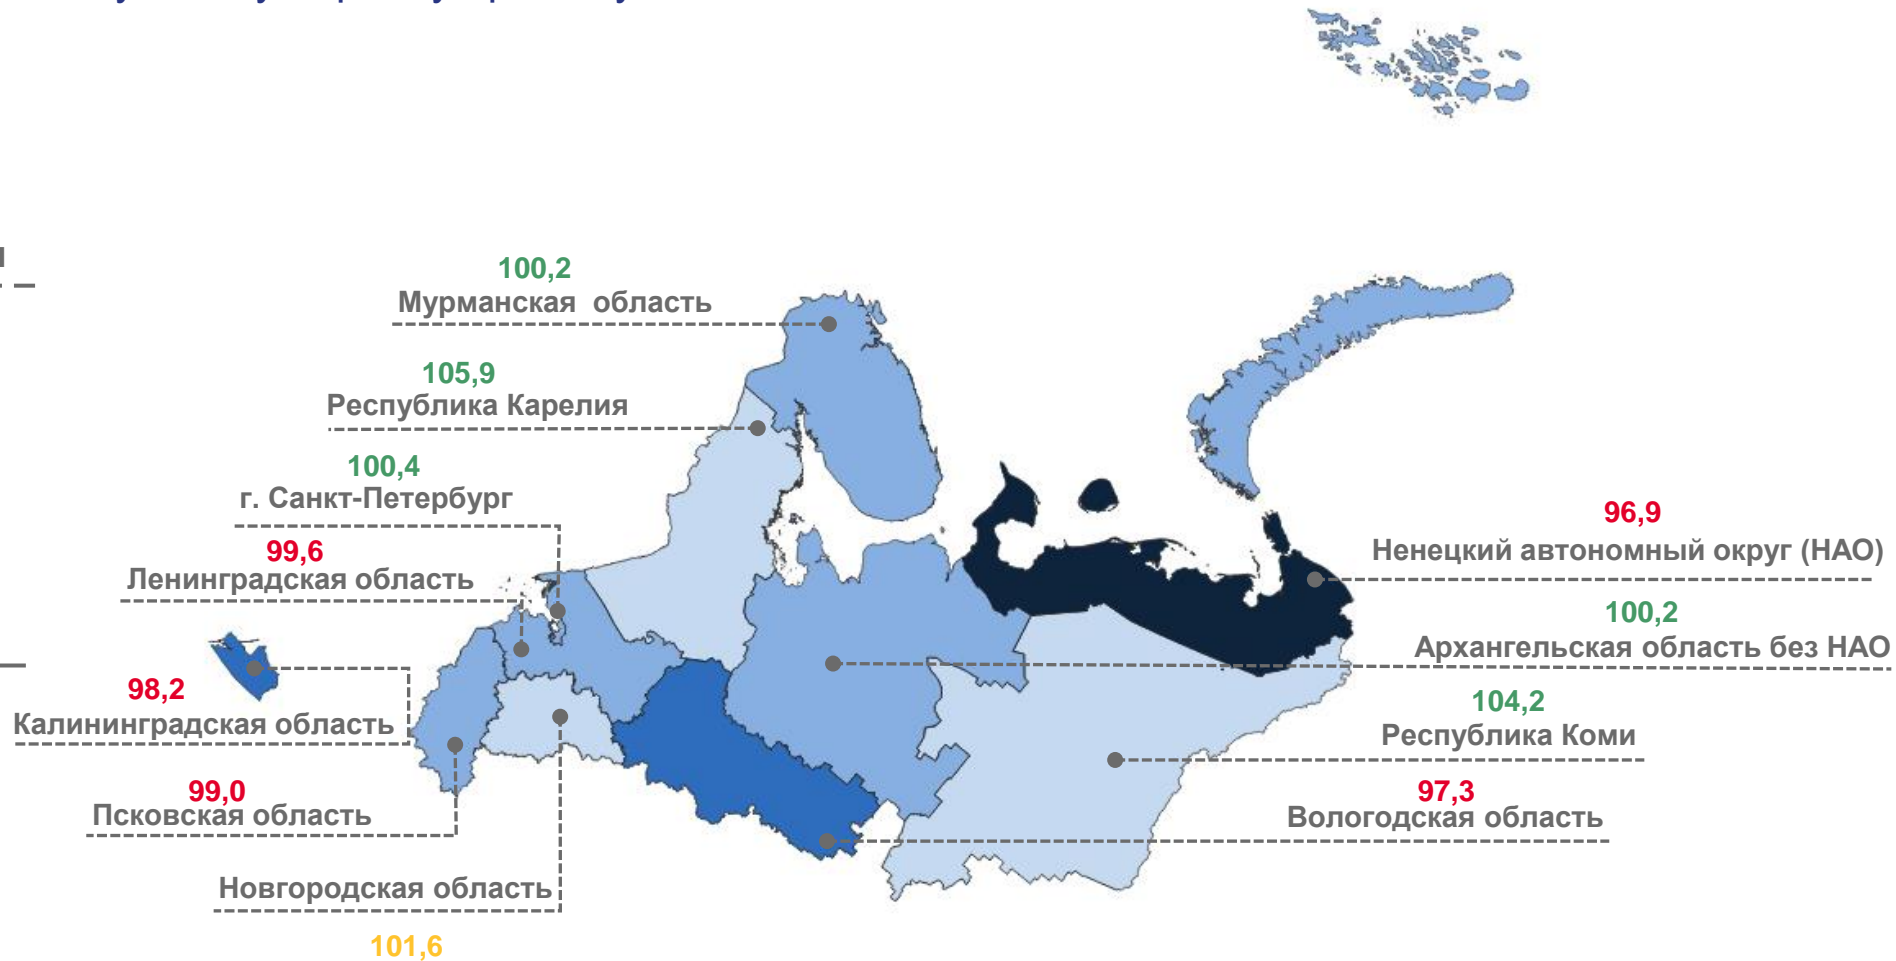 100,2
Мурманская область
105,9
Республика Карелия
100,4
г. Санкт-Петербург
99,6
Ленинградская область
98,2
Калининградская область
99,0
Псковская область
Новгородская область
101,6
96,9
Ненецкий автономный округ (НАО)
100,2
Архангельская область без НАО
104,2
Республика Коми
97,3
Вологодская область